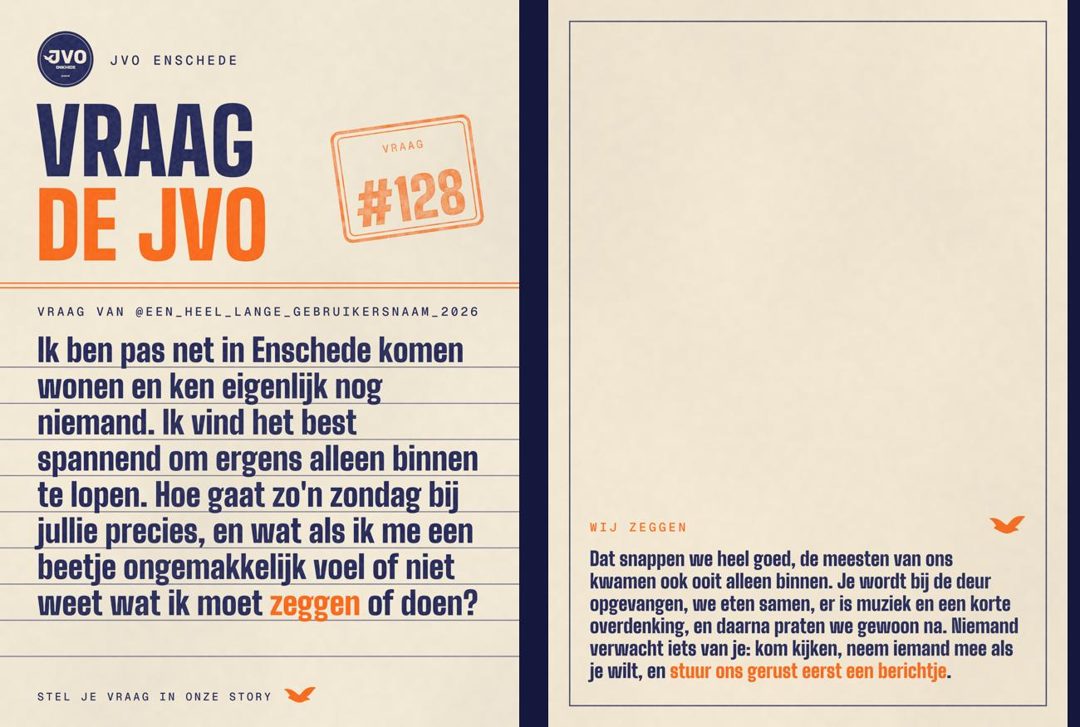 JVO
JVO ENSCHEDE
VRAAG
DE JVO
VRAAG
#128
VRAAG VAN @EEN_HEEL_LANGE_GEBRUIKERSNAAM_2026
Ik ben pas net in Enschede komen
wonen en ken eigenlijk nog
niemand. Ik vind het best
spannend om ergens alleen binnen
te lopen. Hoe gaat zo'n zondag bij
jullie precies, en wat als ik me een
beetje ongemakkelijk voel of niet
weet wat ik moet zeggen of doen?
STEL JE VRAAG IN ONZE STORY
WIJ ZEGGEN
Dat snappen we heel goed, de meesten van ons
kwamen ook ooit alleen binnen. Je wordt bij de deur
opgevangen, we eten samen, er is muziek en een korte
overdenking, en daarna praten we gewoon na. Niemand
verwacht iets van je: kom kijken, neem iemand mee als
je wilt, en stuur ons gerust eerst een berichtje.